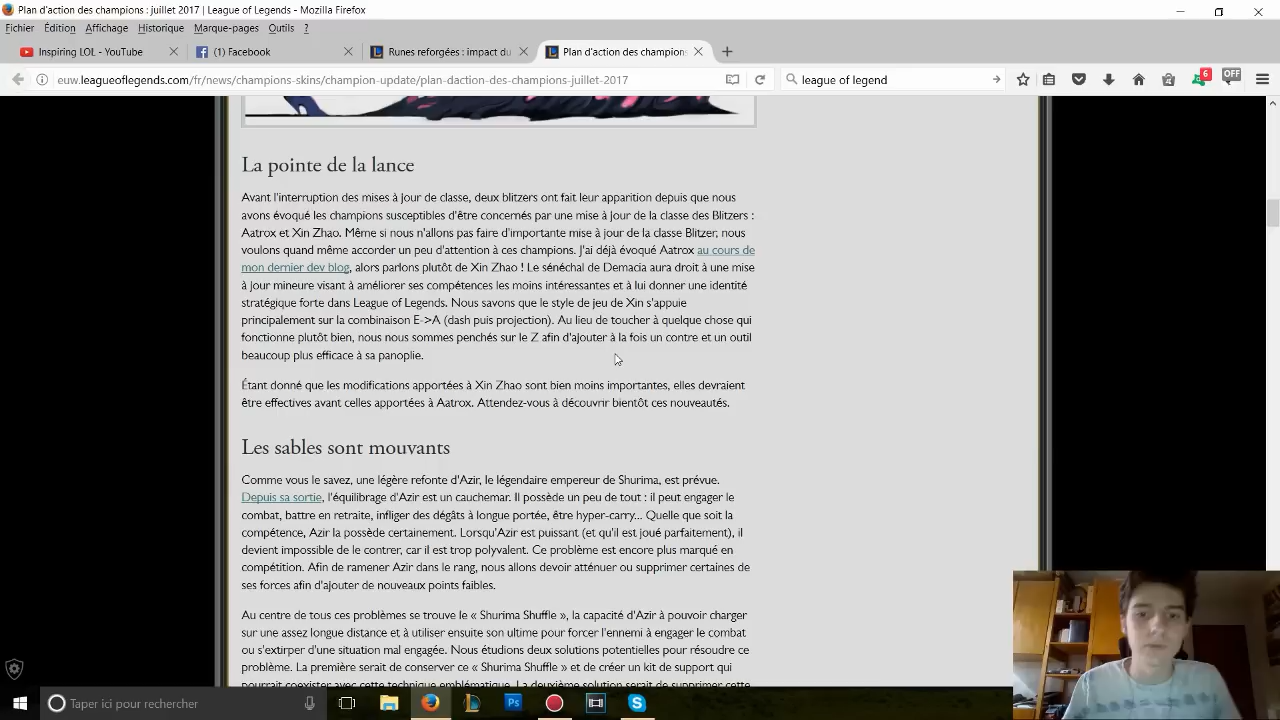 Plan d'action des champions : juillet 2017 | League of Legends - Mozilla Firefox
Fichier Édition Affichage Historique Marque-pages Outils ?
Inspiring LOL - YouTube (1) Facebook Runes reforgées : impact du Plan d'action des champions
euw.leagueoflegends.com/fr/news/champions-skins/champion-update/plan-daction-des-champions-juillet-2017 league of legend 6 OFF
La pointe de la lance
Avant l'interruption des mises à jour de classe, deux blitzers ont fait leur apparition depuis que nous
avons évoqué les champions susceptibles d'être concernés par une mise à jour de la classe des Blitzers :
Aatrox et Xin Zhao. Même si nous n'allons pas faire d'importante mise à jour de la classe Blitzer, nous
voulons quand même accorder un peu d'attention à ces champions. J'ai déjà évoqué Aatrox au cours de
mon dernier dev blog, alors parlons plutôt de Xin Zhao ! Le sénéchal de Demacia aura droit à une mise
à jour mineure visant à améliorer ses compétences les moins intéressantes et à lui donner une identité
stratégique forte dans League of Legends. Nous savons que le style de jeu de Xin s'appuie
principalement sur la combinaison E->A (dash puis projection). Au lieu de toucher à quelque chose qui
fonctionne plutôt bien, nous nous sommes penchés sur le Z afin d'ajouter à la fois un contre et un outil
beaucoup plus efficace à sa panoplie.
Étant donné que les modifications apportées à Xin Zhao sont bien moins importantes, elles devraient
être effectives avant celles apportées à Aatrox. Attendez-vous à découvrir bientôt ces nouveautés.
Les sables sont mouvants
Comme vous le savez, une légère refonte d'Azir, le légendaire empereur de Shurima, est prévue.
Depuis sa sortie, l'équilibrage d'Azir est un cauchemar. Il possède un peu de tout : il peut engager le
combat, battre en retraite, infliger des dégâts à longue portée, être hyper-carry... Quelle que soit la
compétence, Azir la possède certainement. Lorsqu'Azir est puissant (et qu'il est joué parfaitement), il
devient impossible de le contrer, car il est trop polyvalent. Ce problème est encore plus marqué en
compétition. Afin de ramener Azir dans le rang, nous allons devoir atténuer ou supprimer certaines de
ses forces afin d'ajouter de nouveaux points faibles.
Au centre de tous ces problèmes se trouve le « Shurima Shuffle », la capacité d'Azir à pouvoir charger
sur une assez longue distance et à utiliser ensuite son ultime pour forcer l'ennemi à engager le combat
ou s'extirper d'une situation mal engagée. Nous étudions deux solutions potentielles pour résoudre ce
problème. La première serait de conserver ce « Shurima Shuffle » et de créer un kit de support qui
pourrait coexister avec cette technique emblématique. La deuxième solution serait de supprimer cette
Taper ici pour rechercher